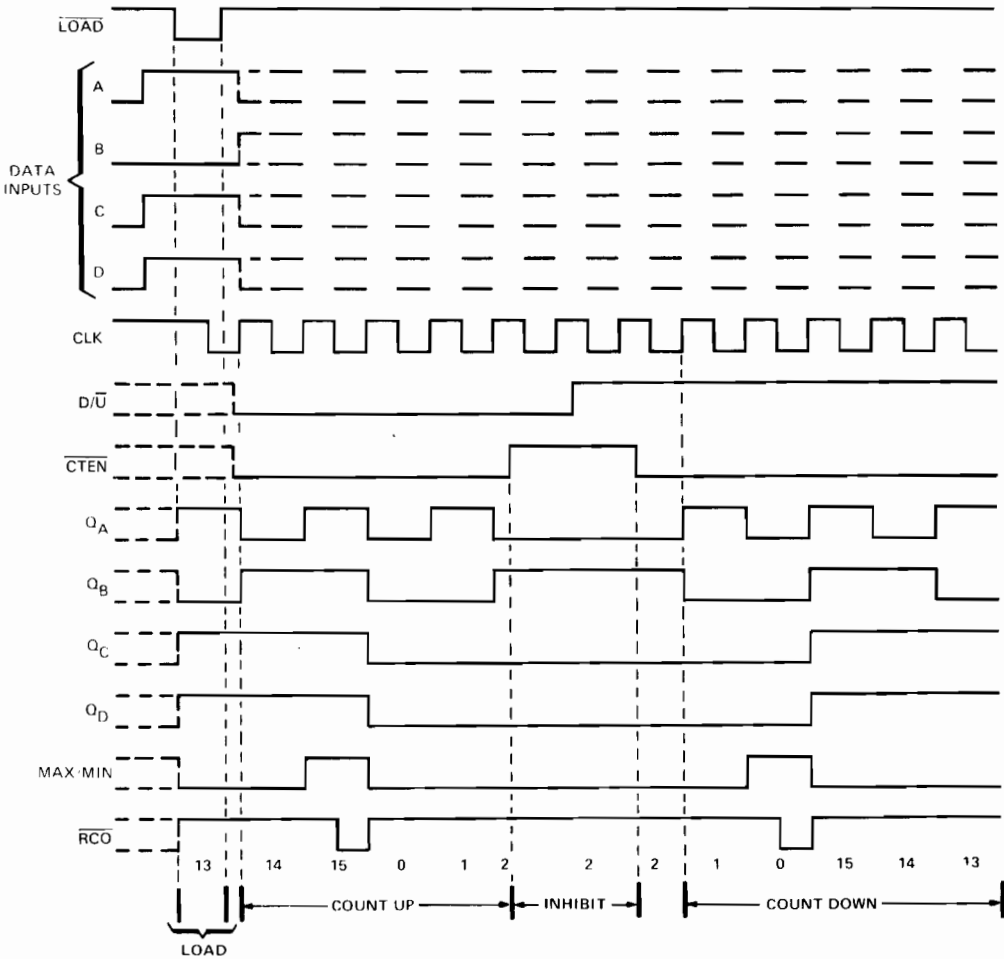 LOAD
A
B
DATA
INPUTS
C
D
CLK
D/U
CTEN
QA
QB
QC
QD
MAX·MIN
RCO
13 14 15 0 1 2 2 2 1 0 15 14 13
COUNT UP INHIBIT COUNT DOWN
LOAD